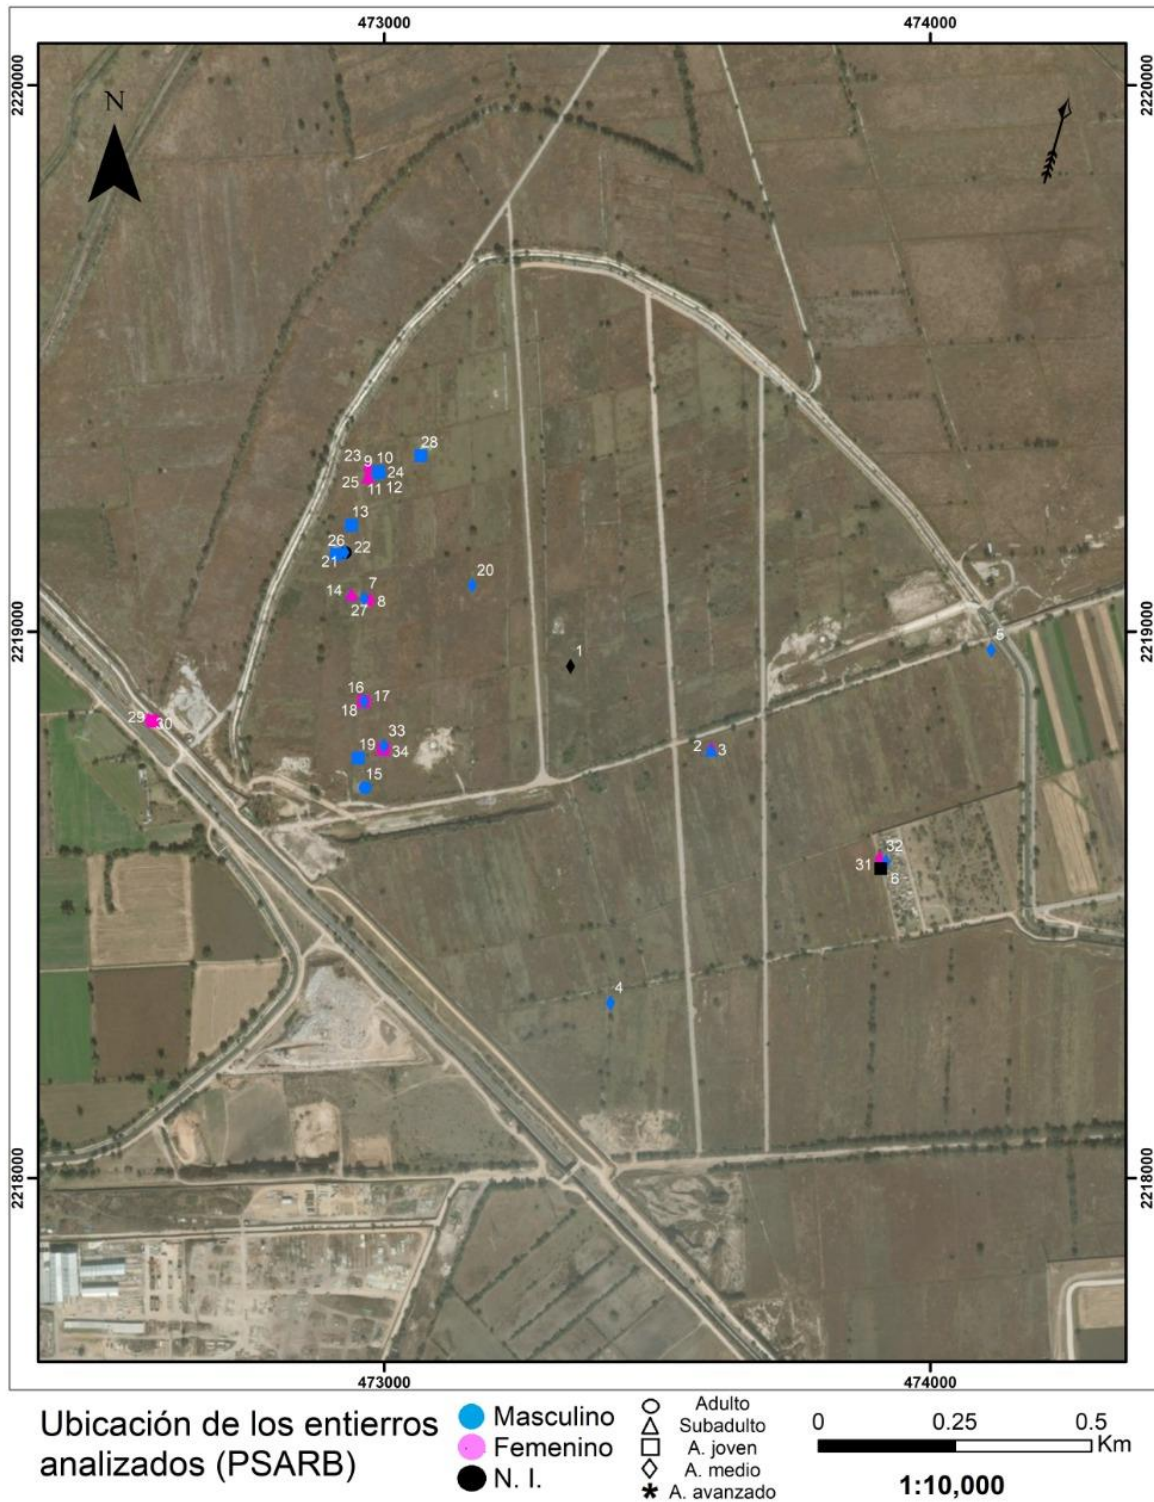 473000 474000
2220000 2220000
N
28
23 9 10
24
25 11 12
13
26 22
21
20
14 7
27 8
2219000 2219000
5
1
16 17
18
29 30
33
19 34
2 3
15
32
31
6
4
2218000 2218000
473000 474000
Ubicación de los entierros
analizados (PSARB)
Masculino
Femenino
N. I.
Adulto
Subadulto
A. joven
A. medio
A. avanzado
0 0.25 0.5
Km
1:10,000